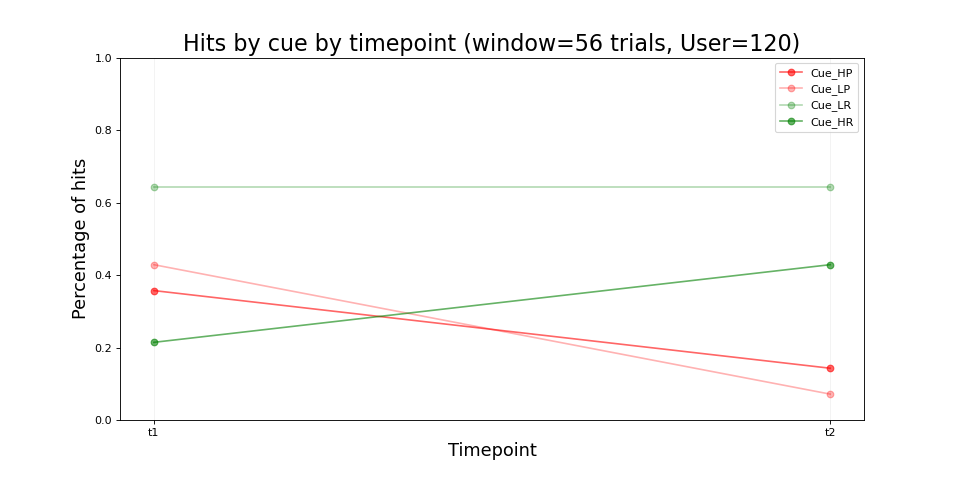 Hits by cue by timepoint (window=56 trials, User=120)
Percentage of hits
1.0
0.8
0.6
0.4
0.2
0.0
Cue_HP
Cue_LP
Cue_LR
Cue_HR
t1
t2
Timepoint